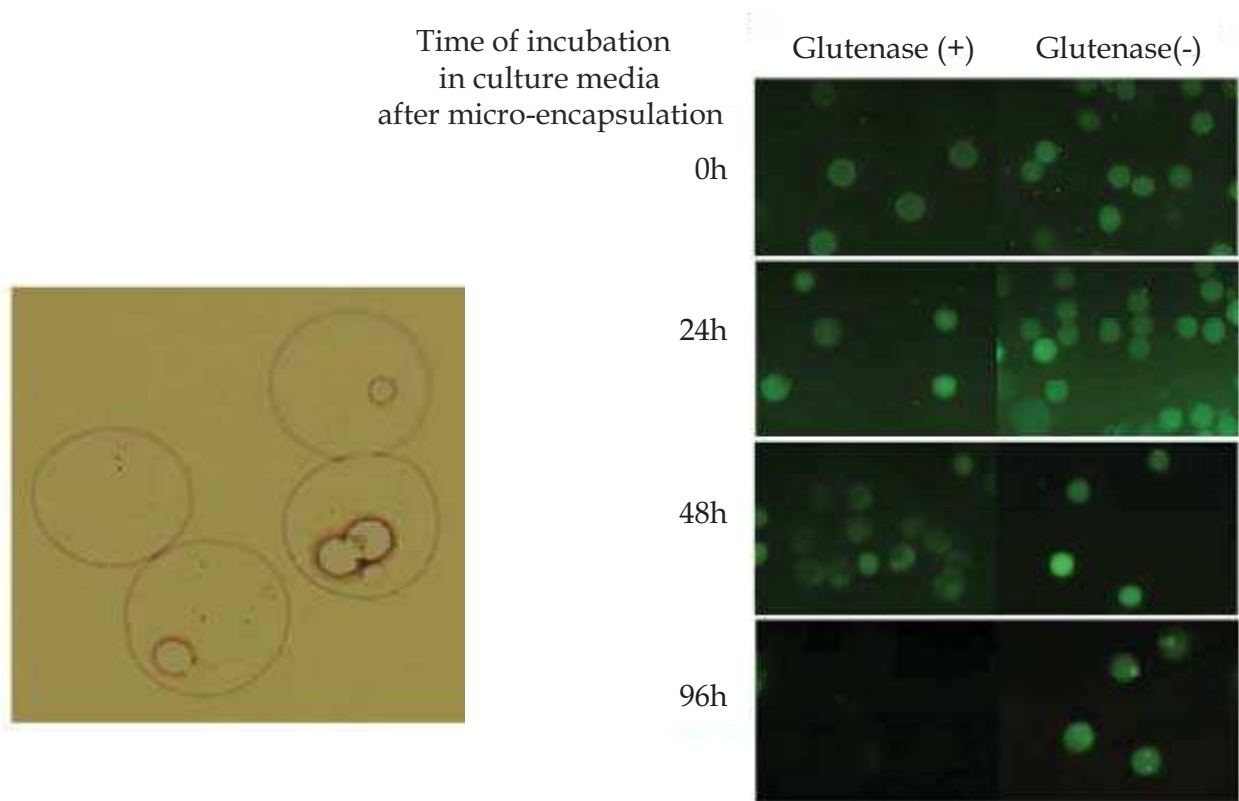 Time of incubation
in culture media
after micro-encapsulation
Glutenase (+)
Glutenase(-)
0h
24h
48h
96h